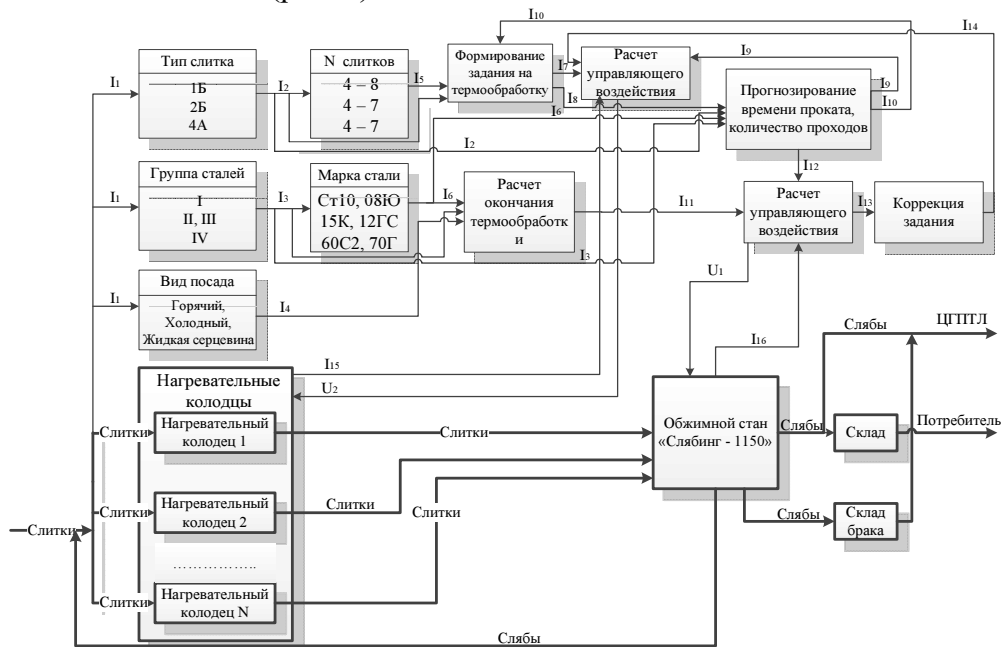 I10
I14
I1
Тип слитка
1Б
2Б
4А
I2
N слитков
4 – 8
4 – 7
4 – 7
I5
Формирование
задания на
термообработку
I7
I8
Расчет
управляющего
воздействия
I9
I9
I10
Прогнозирование
времени проката,
количество проходов
I6
I2
I12
I1
Группа сталей
I
II, III
IV
I3
Марка стали
Ст10, 08Ю
15К, 12ГС
60С2, 70Г
I6
Расчет
окончания
термообработк
и
I11
I3
Расчет
управляющего
воздействия
I13
Коррекция
задания
I1
Вид посада
Горячий,
Холодный,
Жидкая серцевина
I4
U1
I16
Слябы
ЦГПТЛ
I15
U2
Нагревательные
колодцы
Слитки
Нагревательный
колодец 1
Слитки
Обжимной стан
«Слябинг - 1150»
Слябы
Склад
Потребитель
Слитки
Нагревательный
колодец 2
Слитки
Слитки
Слябы
Склад
брака
Слитки
……………..
Слитки
Нагревательный
колодец N
Слябы